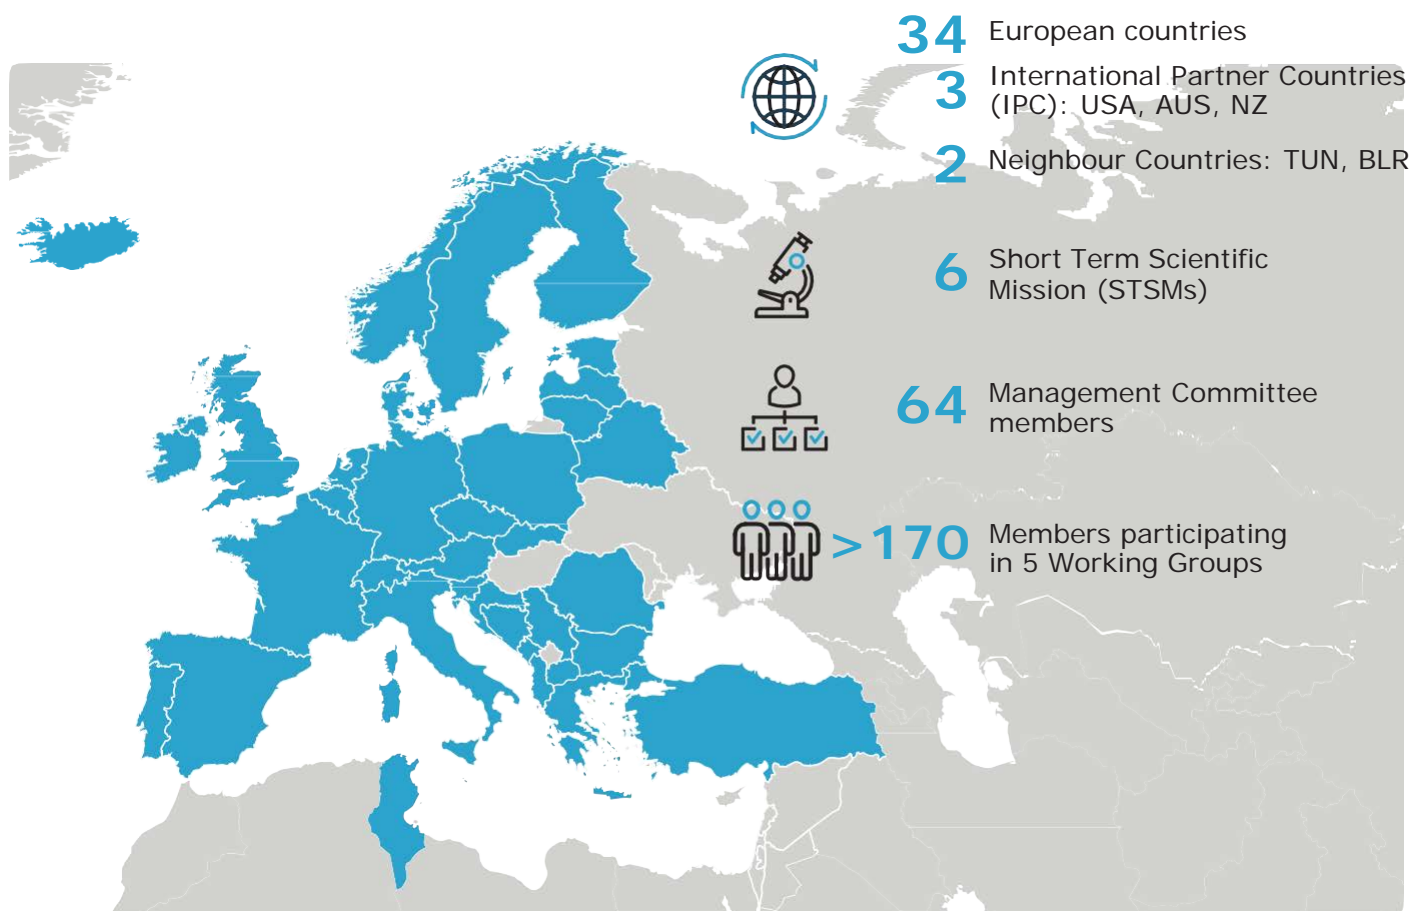 34 European countries
3 International Partner Countries
(IPC): USA, AUS, NZ
2 Neighbour Countries: TUN, BLR
6 Short Term Scientific
Mission (STSMs)
64 Management Committee
members
>170 Members participating
in 5 Working Groups